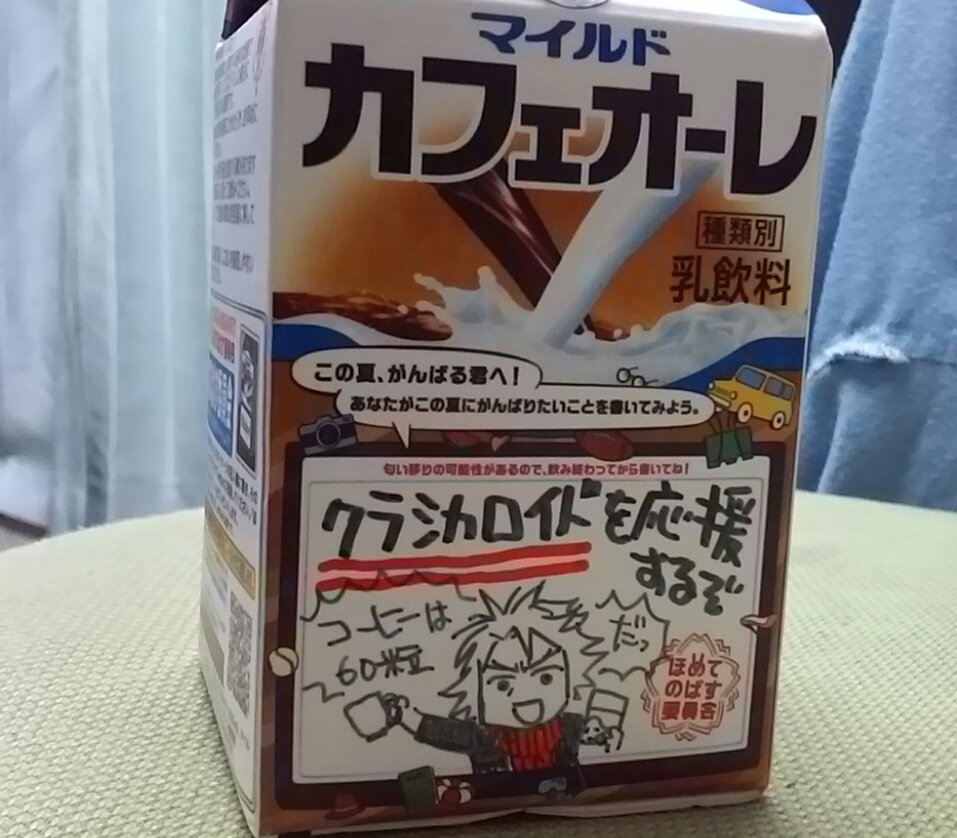 マイルド
カフェオーレ
種類別
乳飲料
この夏、がんばる君へ!
あなたがこの夏にがんばりたいことを書いてみよう。
匂い移りの可能性があるので、飲み終わってから書いてね!
クラシカロイドを応援
するぞ
コーヒーは
60粒
だっ
ほめて
のばす
委員会